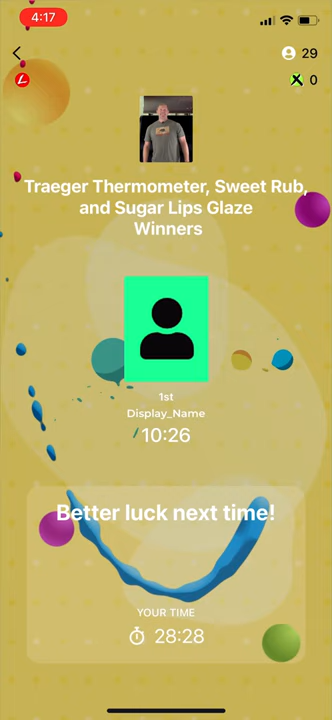 4:17
29
0
Traeger Thermometer, Sweet Rub,
and Sugar Lips Glaze
Winners
1st
Display_Name
10:26
Better luck next time!
YOUR TIME
28:28